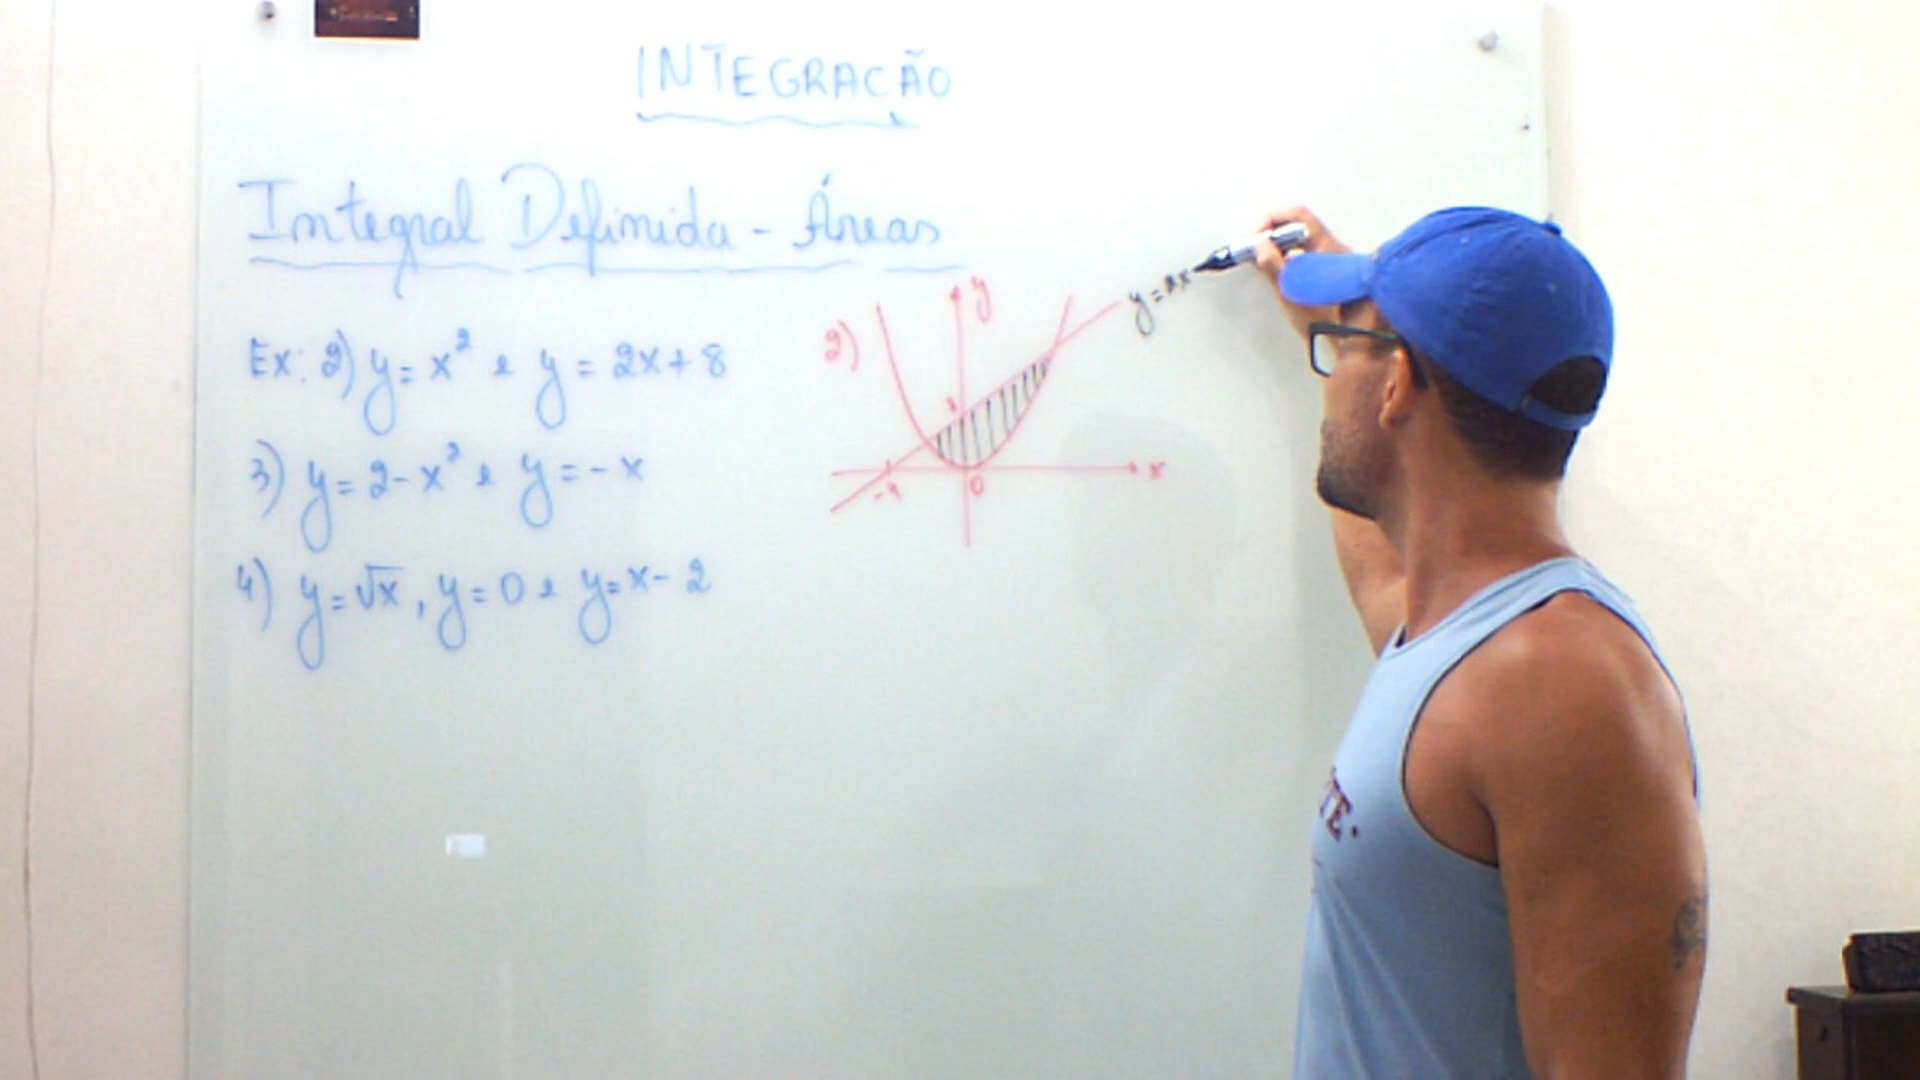 INTEGRAÇÃO
Integral Definida - Áreas
Ex: 2) y = x² e y = 2x + 8
3) y = 2 - x² e y = - x
4) y = √x, y = 0 e y = x - 2
2)
y
y = 2x
-4
0
x
TE.